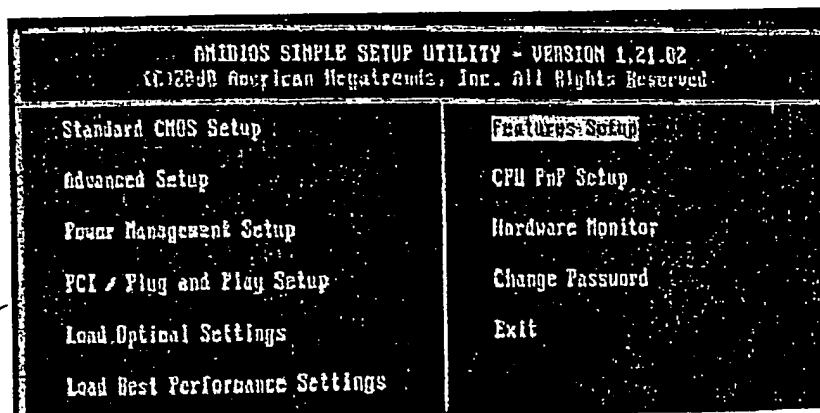 AMIBIOS SIMPLE SETUP UTILITY - VERSION 1.21.02
(C)2000 American Megatrends, Inc. All Rights Reserved
Standard CMOS Setup
Advanced Setup
Power Management Setup
PCI / Plug and Play Setup
Load Optimal Settings
Load Best Performance Settings
Features Setup
CPU PnP Setup
Hardware Monitor
Change Password
Exit